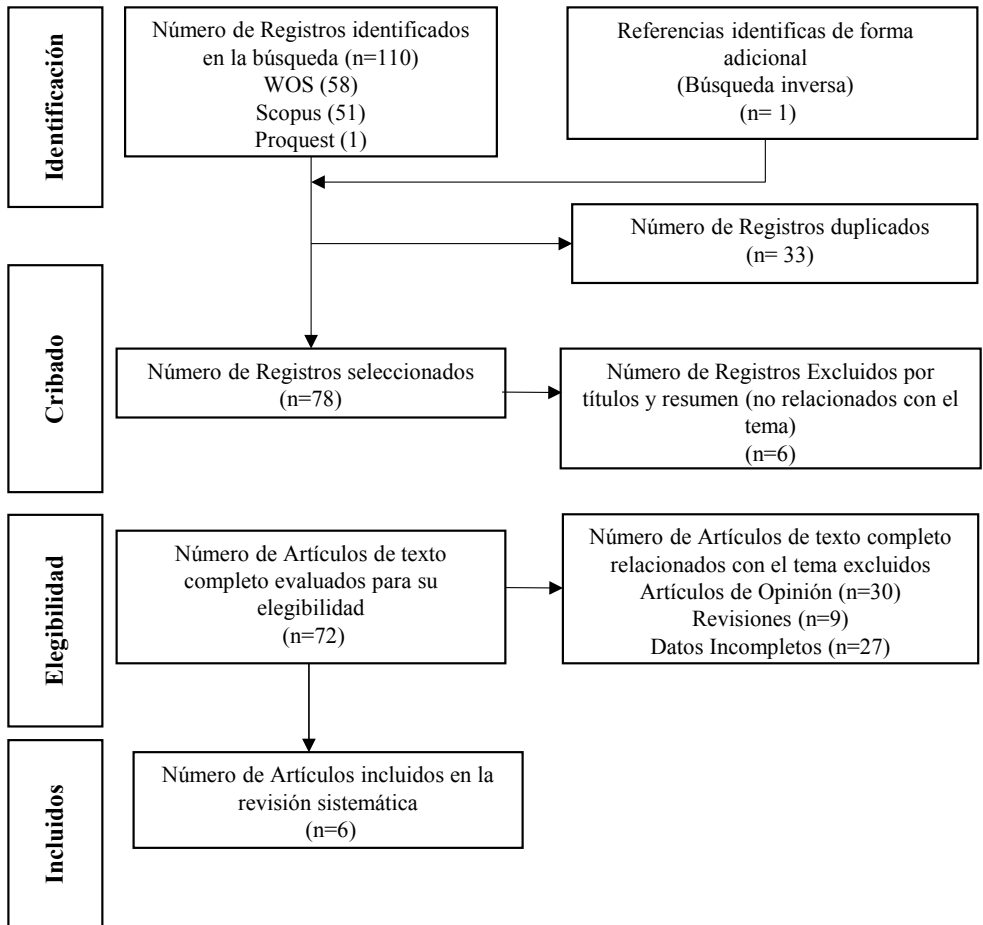 Identificación
Número de Registros identificados
en la búsqueda (n=110)
WOS (58)
Scopus (51)
Proquest (1)
Referencias identificas de forma
adicional
(Búsqueda inversa)
(n= 1)
Número de Registros duplicados
(n= 33)
Cribado
Número de Registros seleccionados
(n=78)
Número de Registros Excluidos por
títulos y resumen (no relacionados con el
tema)
(n=6)
Elegibilidad
Número de Artículos de texto
completo evaluados para su
elegibilidad
(n=72)
Número de Artículos de texto completo
relacionados con el tema excluidos
Artículos de Opinión (n=30)
Revisiones (n=9)
Datos Incompletos (n=27)
Incluidos
Número de Artículos incluidos en la
revisión sistemática
(n=6)